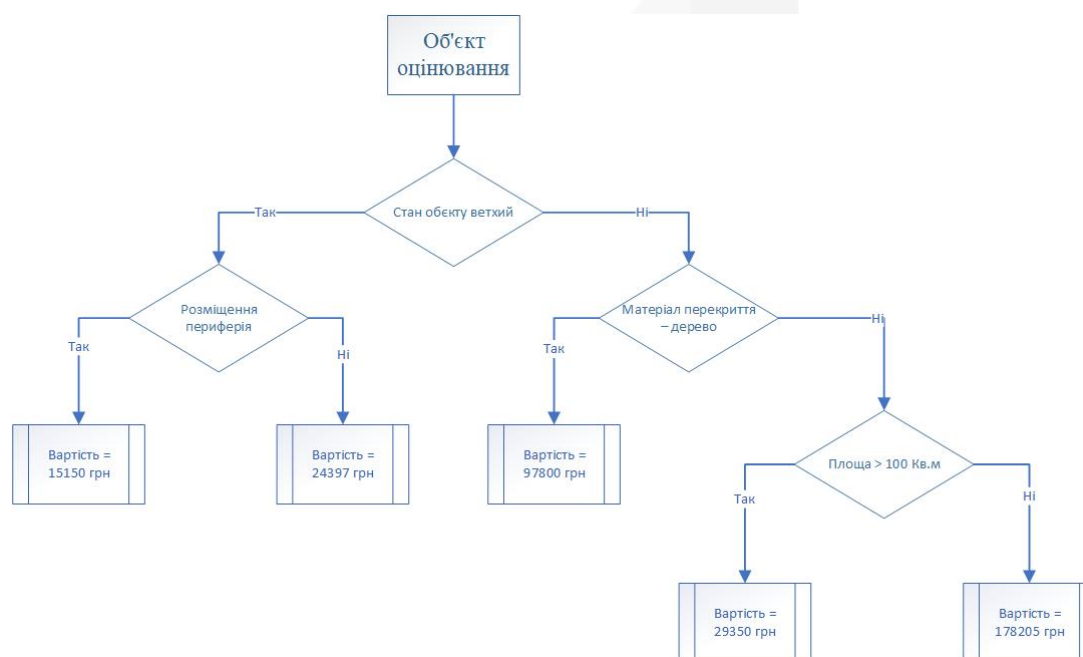 Об'єкт
оцінювання
Стан обєкту ветхий
Так
Ні
Розміщення
периферія
Матеріал перекриття
– дерево
Так
Ні
Так
Ні
Вартість =
15150 грн
Вартість =
24397 грн
Вартість =
97800 грн
Площа > 100 Кв.м
Так
Ні
Вартість =
29350 грн
Вартість =
178205 грн